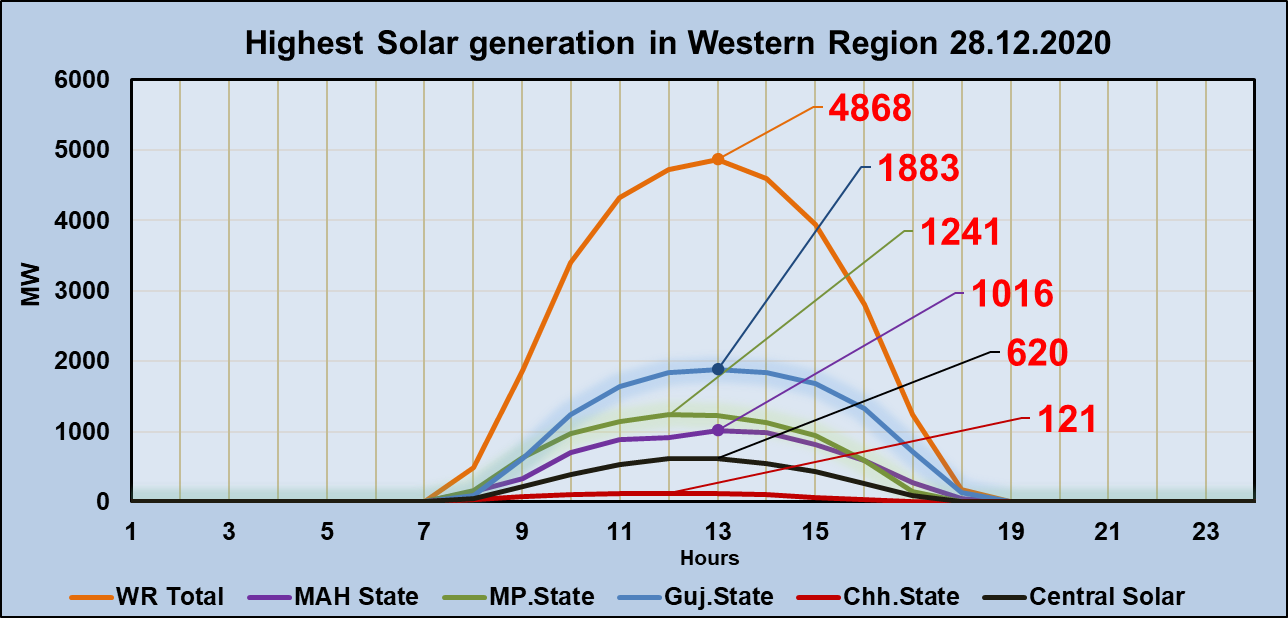 Highest Solar generation in Western Region 28.12.2020
6000
5000
4000
3000
2000
1000
0
MW
4868
1883
1241
1016
620
121
1 3 5 7 9 11 13 15 17 19 21 23
Hours
WR Total MAH State MP.State Guj.State Chh.State Central Solar